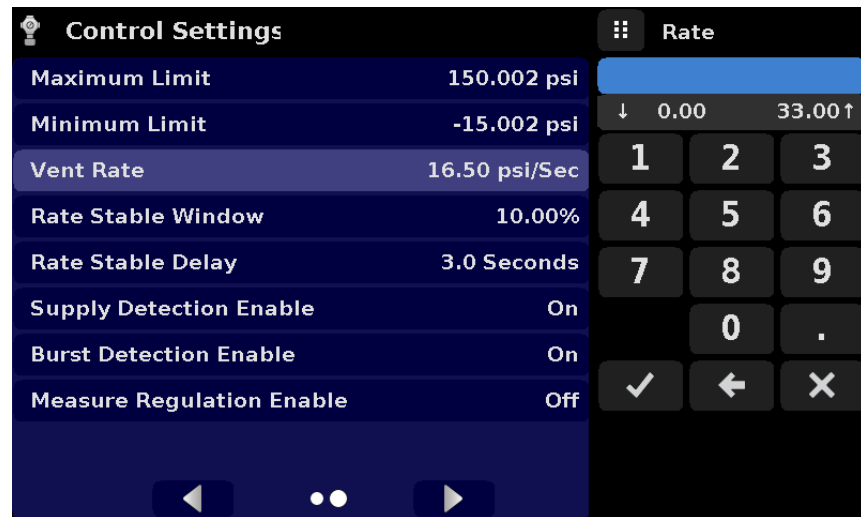 Control Settings
Maximum Limit 150.002 psi
Minimum Limit -15.002 psi
Vent Rate 16.50 psi/Sec
Rate Stable Window 10.00%
Rate Stable Delay 3.0 Seconds
Supply Detection Enable On
Burst Detection Enable On
Measure Regulation Enable Off
Rate
↓ 0.00 33.00↑
1 2 3
4 5 6
7 8 9
0 .